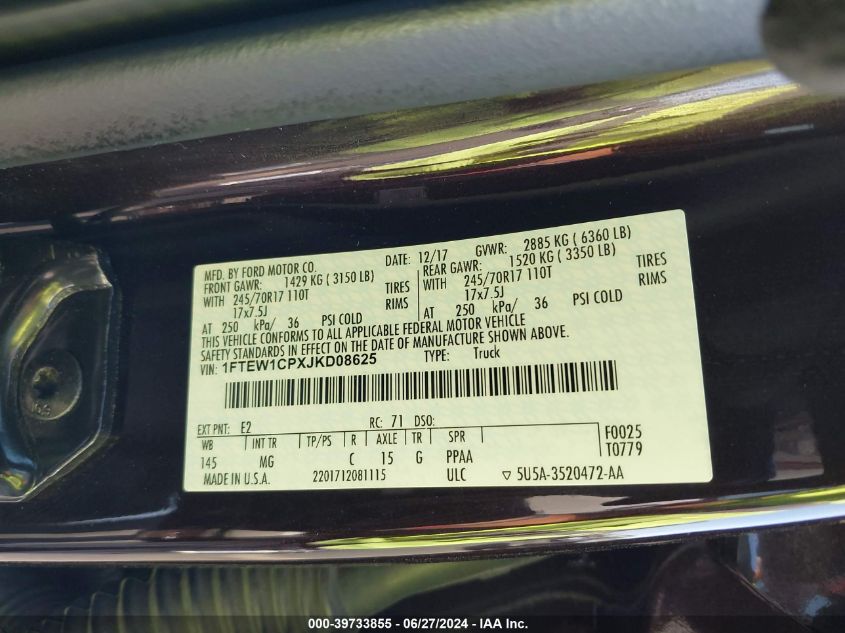 MFD. BY FORD MOTOR CO. DATE: 12/17 GVWR: 2885 KG ( 6360 LB)
FRONT GAWR: 1429 KG ( 3150 LB) REAR GAWR: 1520 KG ( 3350 LB)
WITH 245/70R17 110T TIRES WITH 245/70R17 110T TIRES
17x7.5J RIMS 17x7.5J RIMS
AT 250 kPa/ 36 PSI COLD AT 250 kPa/ 36 PSI COLD
THIS VEHICLE CONFORMS TO ALL APPLICABLE FEDERAL MOTOR VEHICLE
SAFETY STANDARDS IN EFFECT ON THE DATE OF MANUFACTURE SHOWN ABOVE.
VIN: 1FTEW1CPXJKD08625 TYPE: Truck
EXT PNT: E2 RC: 71 DSO: F0025
WB INT TR TP/PS R AXLE TR SPR T0779
145 MG C 15 G PPAA
MADE IN U.S.A. 2201712081115 ULC ▽ 5U5A-3520472-AA
000-39733855 - 06/27/2024 - IAA Inc.